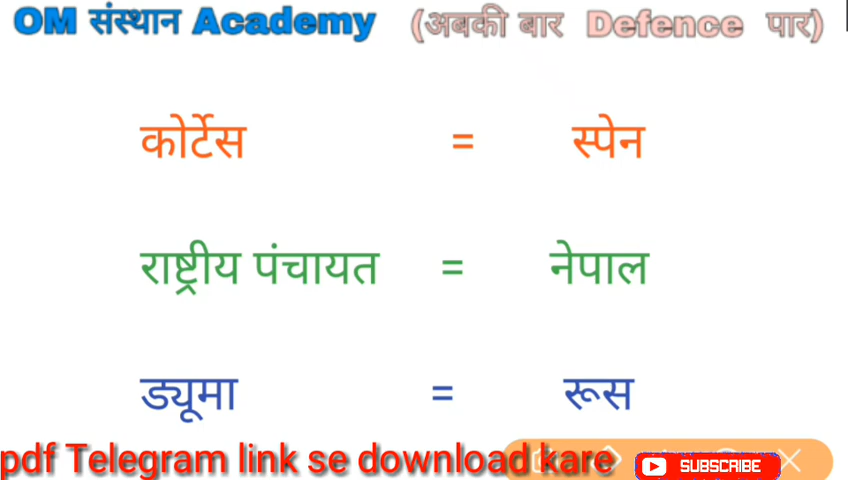 OM संस्थान Academy (अबकी बार Defence पार)
कोर्टेस = स्पेन
राष्ट्रीय पंचायत = नेपाल
ड्यूमा = रूस
pdf Telegram link se download kare SUBSCRIBE